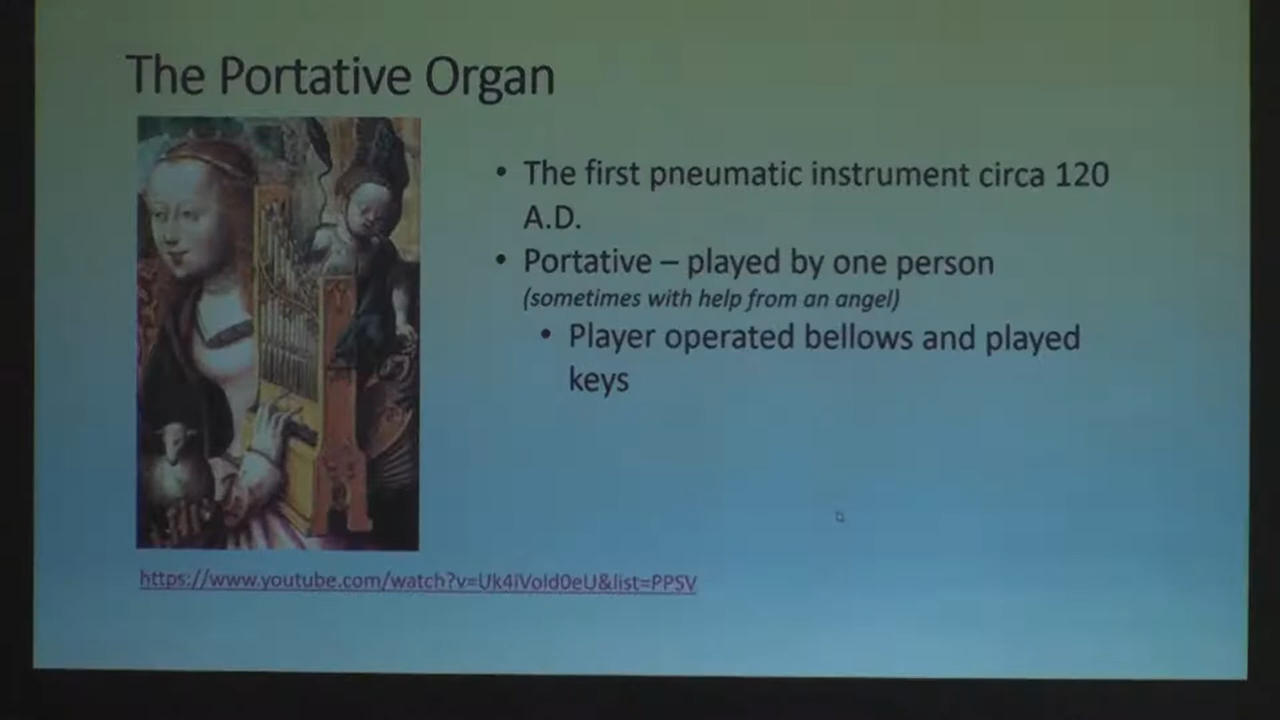 The Portative Organ
• The first pneumatic instrument circa 120
A.D.
• Portative – played by one person
(sometimes with help from an angel)
• Player operated bellows and played
keys
https://www.youtube.com/watch?v=Uk4iVold0eU&list=PPSV